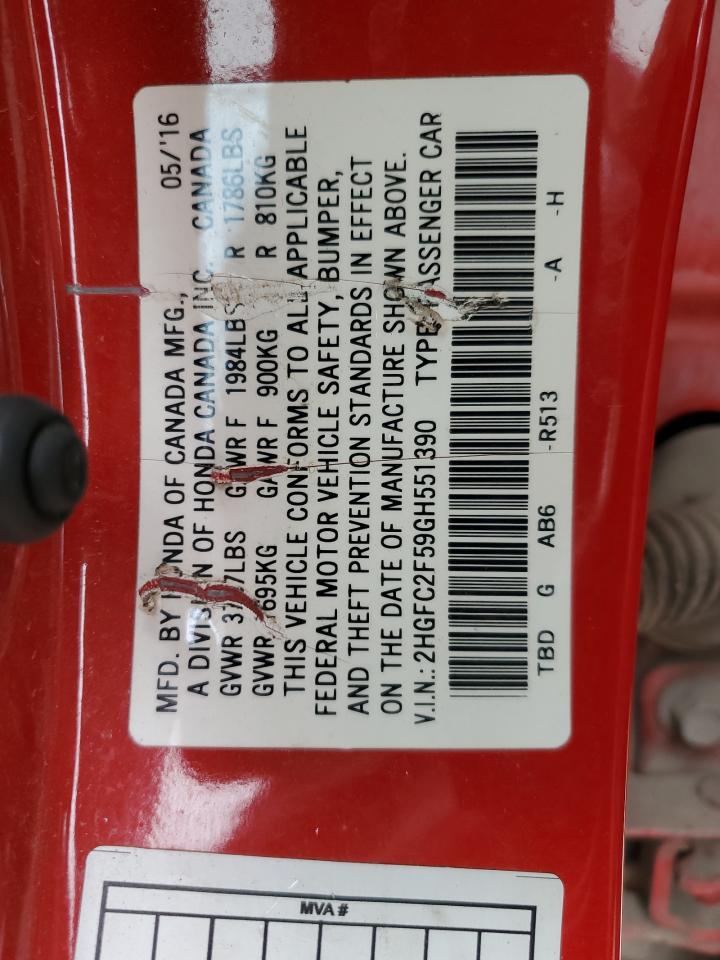 MFD. BY HONDA OF CANADA MFG., 05/'16
A DIVISION OF HONDA CANADA INC., CANADA
GVWR LBS GAWR F 1984LBS R 1786LBS
GVWR 1695KG GAWR F 900KG R 810KG
THIS VEHICLE CONFORMS TO ALL APPLICABLE
FEDERAL MOTOR VEHICLE SAFETY, BUMPER,
AND THEFT PREVENTION STANDARDS IN EFFECT
ON THE DATE OF MANUFACTURE SHOWN ABOVE.
V.I.N.: 2HGFC2F59GH551390 TYPE PASSENGER CAR
TBD G AB6 -R513 -A -H
MVA #